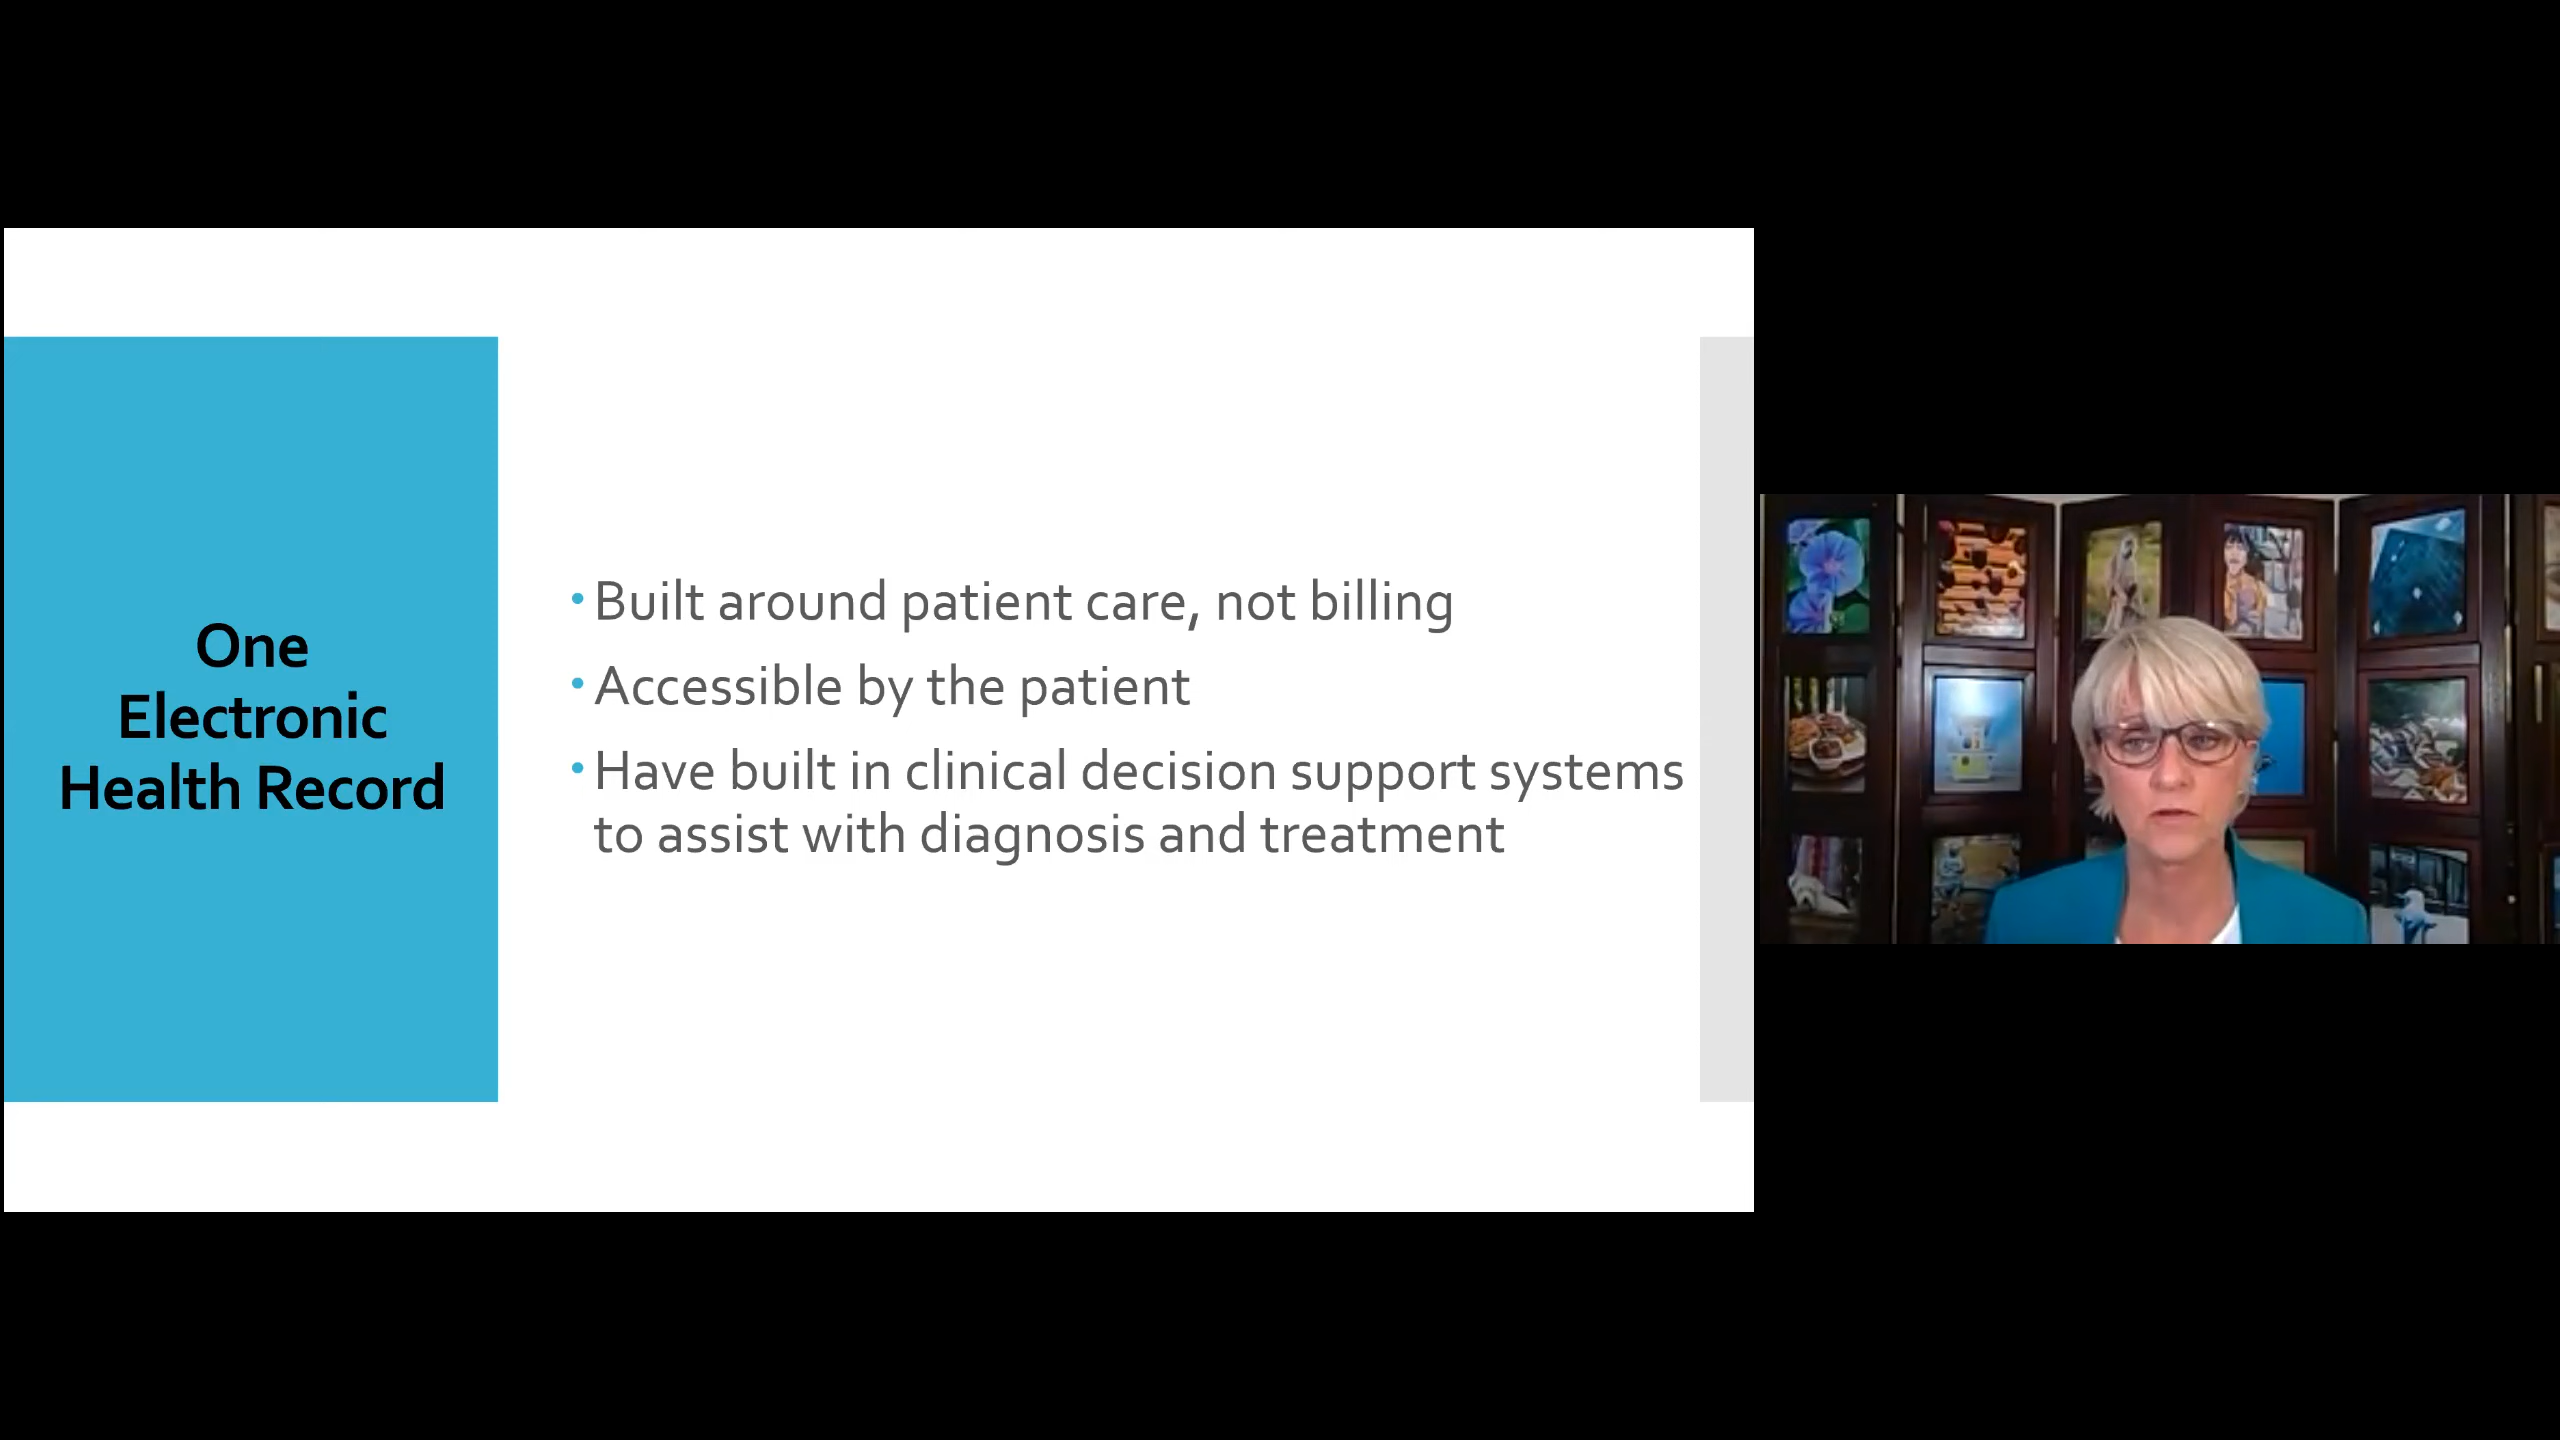 One
Electronic
Health Record
• Built around patient care, not billing
• Accessible by the patient
• Have built in clinical decision support systems
to assist with diagnosis and treatment